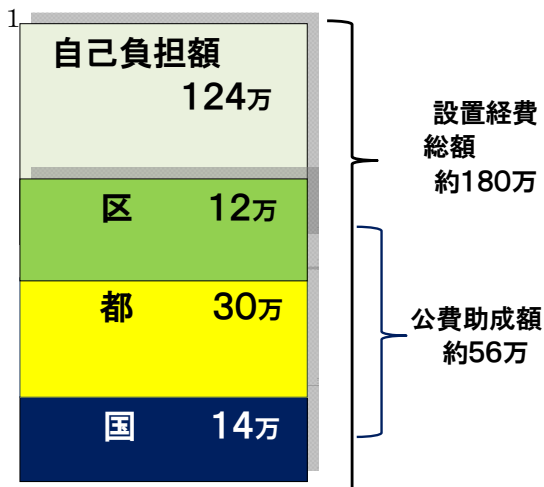 1
自己負担額
124万
区 12万
都 30万
国 14万
設置経費
総額
約180万
公費助成額
約56万